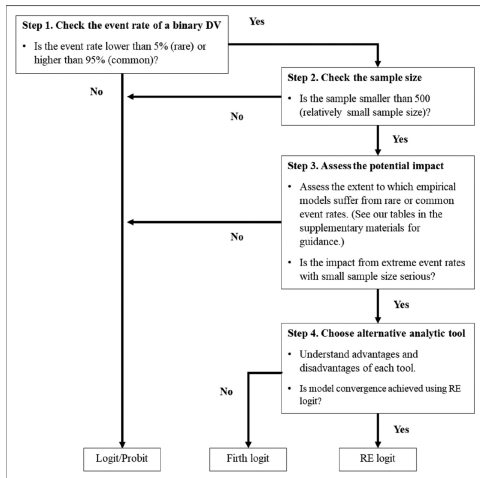 Step 1. Check the event rate of a binary DV
• Is the event rate lower than 5% (rare) or
higher than 95% (common)?
Yes
No
Step 2. Check the sample size
• Is the sample smaller than 500
(relatively small sample size)?
No
Yes
Step 3. Assess the potential impact
• Assess the extent to which empirical
models suffer from rare or common
event rates. (See our tables in the
supplementary materials for
guidance.)
• Is the impact from extreme event rates
with small sample size serious?
No
Yes
Step 4. Choose alternative analytic tool
• Understand advantages and
disadvantages of each tool.
• Is model convergence achieved using RE
logit?
No
Yes
Logit/Probit
Firth logit
RE logit